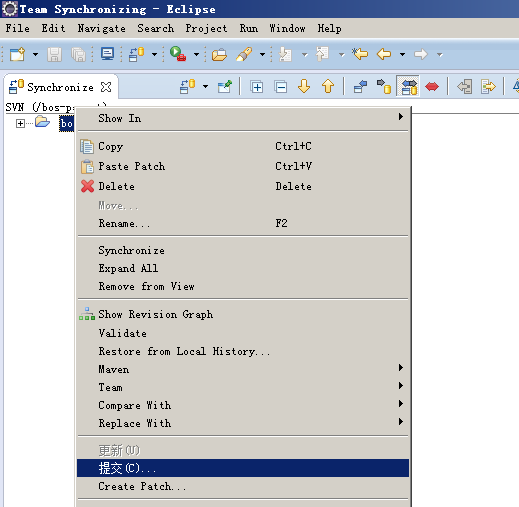 Team Synchronizing - Eclipse
File Edit Navigate Search Project Run Window Help
Synchronize
SVN (/bos-parent)
bo
Show In
Copy Ctrl+C
Paste Patch Ctrl+V
Delete Delete
Move...
Rename... F2
Synchronize
Expand All
Remove from View
Show Revision Graph
Validate
Restore from Local History...
Maven
Team
Compare With
Replace With
更新(U)
提交(C)...
Create Patch...